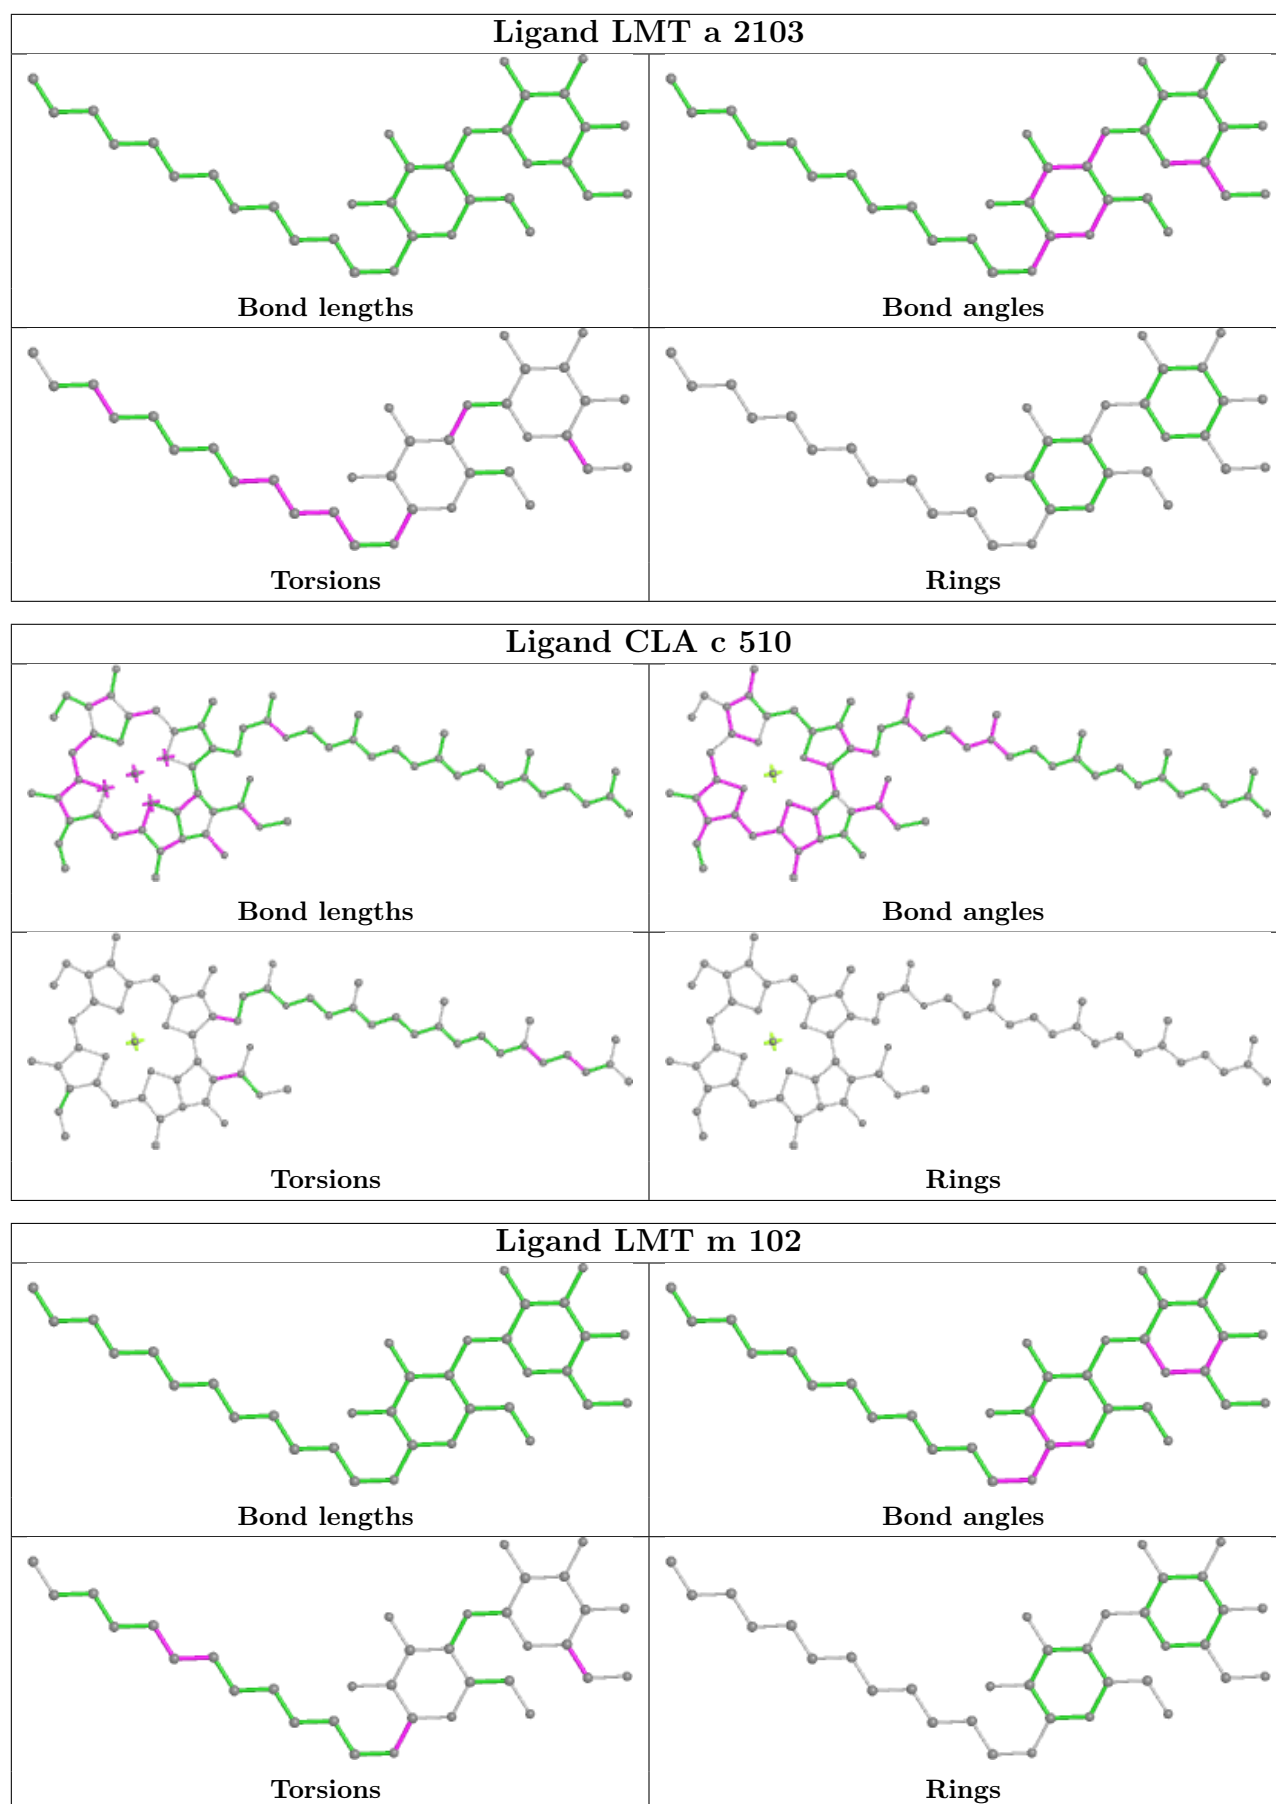 Ligand LMT a 2103
Bond lengths
Bond angles
Torsions
Rings
Ligand CLA c 510
Bond lengths
Bond angles
Torsions
Rings
Ligand LMT m 102
Bond lengths
Bond angles
Torsions
Rings